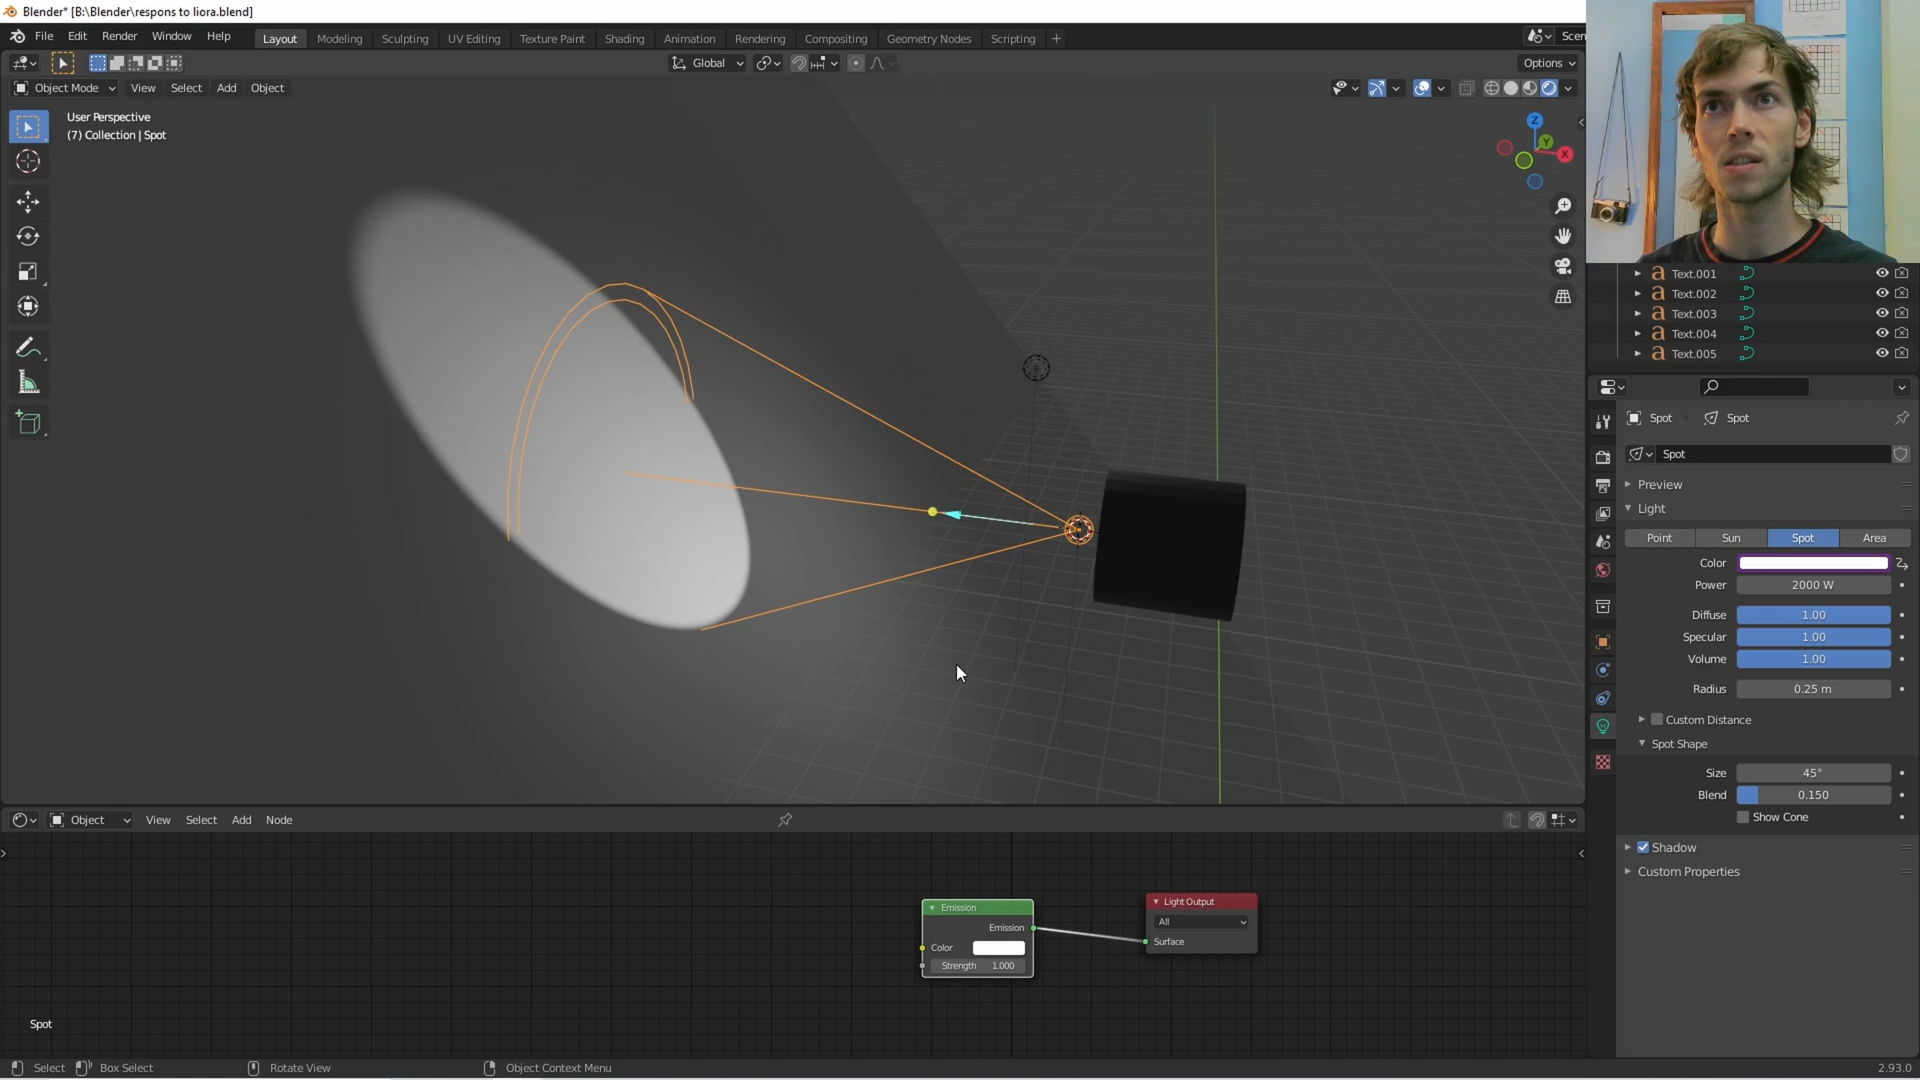 Blender* [B:\Blender\respons to liora.blend]
File Edit Render Window Help
Layout Modeling Sculpting UV Editing Texture Paint Shading Animation Rendering Compositing Geometry Nodes Scripting
Scen
Global
Options
Object Mode View Select Add Object
User Perspective
(7) Collection | Spot
Z
Y
X
Text.001
Text.002
Text.003
Text.004
Text.005
Spot Spot
Spot
Preview
Light
Point Sun Spot Area
Color
Power 2000 W
Diffuse 1.00
Specular 1.00
Volume 1.00
Radius 0.25 m
Custom Distance
Spot Shape
Size 45°
Blend 0.150
Show Cone
Shadow
Custom Properties
Object View Select Add Node
Emission
Emission
Color
Strength 1.000
Light Output
All
Surface
Spot
Select Box Select Rotate View Object Context Menu 2.93.0